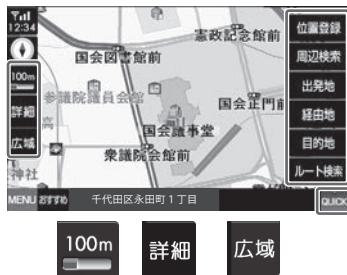 12:34
憲政記念館前
国会図書館前
100m
参議院議員会館
詳細
国会正門前
国会議事堂
広域
衆議院会館前
神社
MENU おすすめ 千代田区永田町1丁目 QUICK
位置登録
周辺検索
出発地
経由地
目的地
ルート検索
100m 詳細 広域